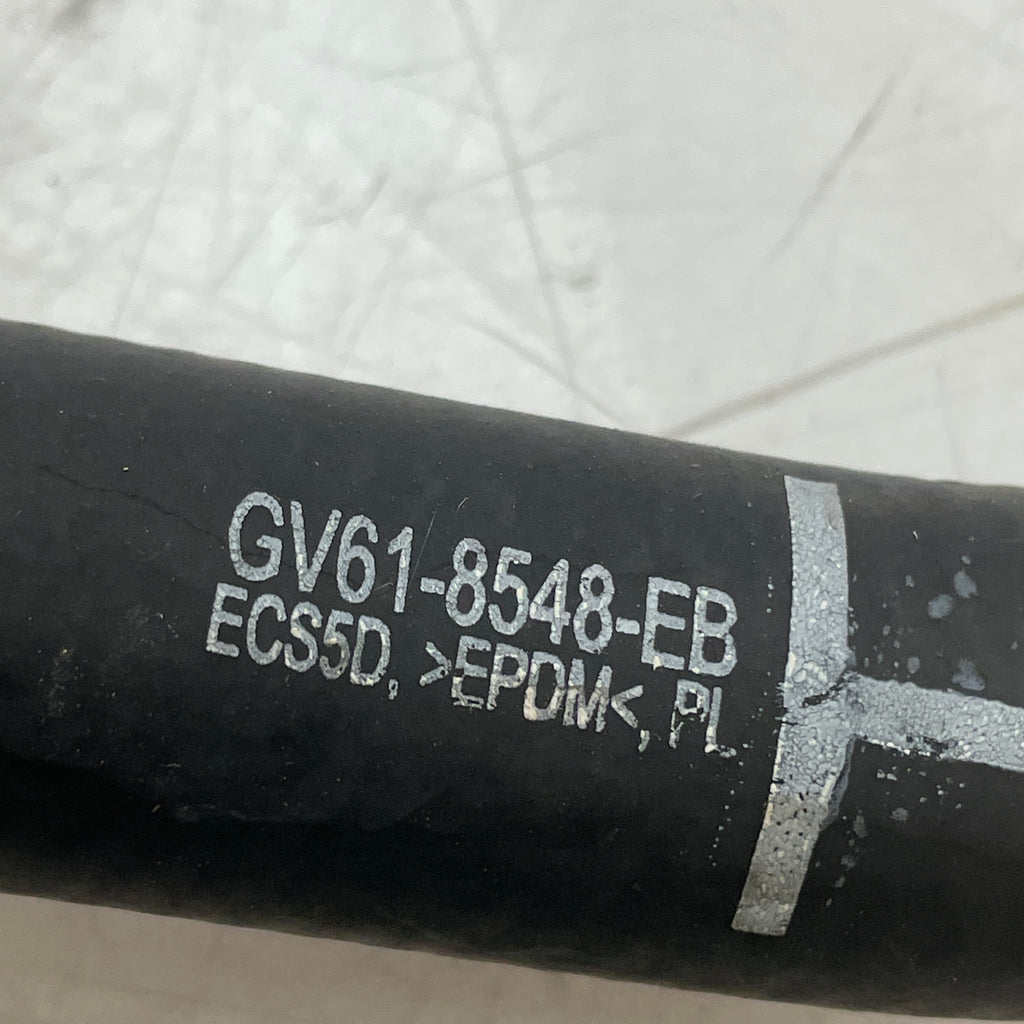 GV61-8548-EB
ECS5D, >EPDM<, PL